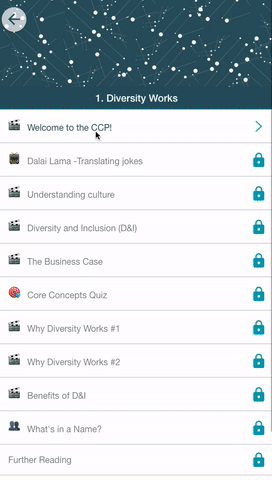 1. Diversity Works
Welcome to the CCP!
Dalai Lama -Translating jokes
Understanding culture
Diversity and Inclusion (D&I)
The Business Case
Core Concepts Quiz
Why Diversity Works #1
Why Diversity Works #2
Benefits of D&I
What's in a Name?
Further Reading